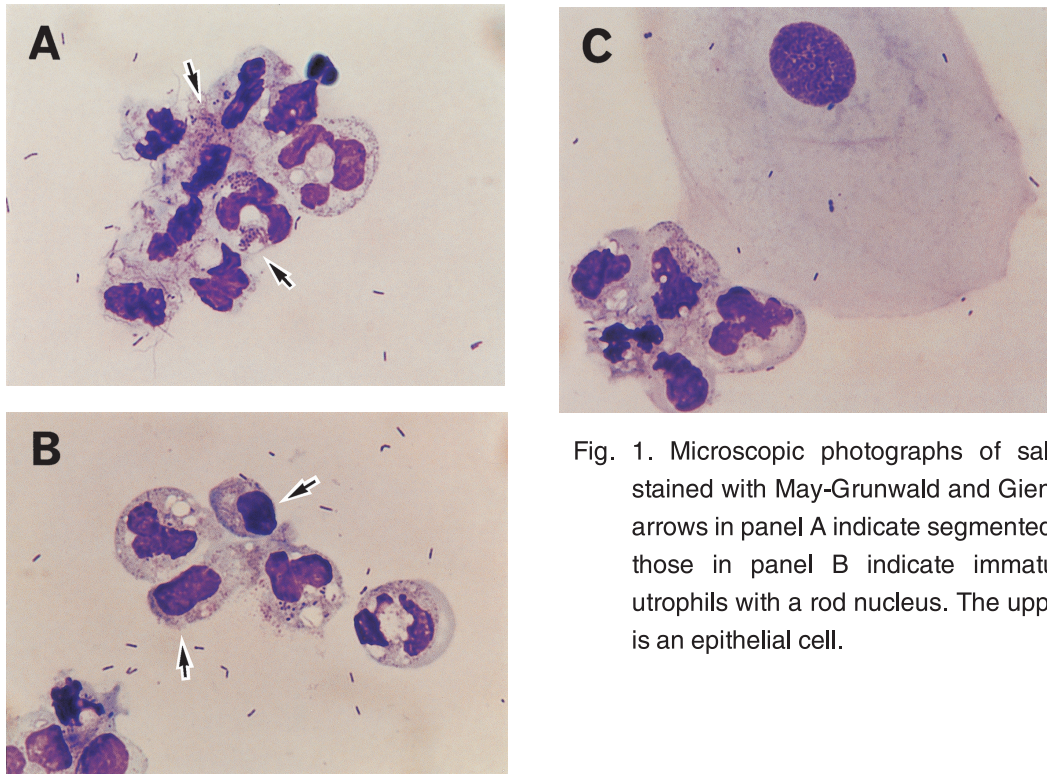 A
B
C
Fig. 1. Microscopic photographs of sal
stained with May-Grunwald and Gien
arrows in panel A indicate segmented
those in panel B indicate immatu
utrophils with a rod nucleus. The upp
is an epithelial cell.